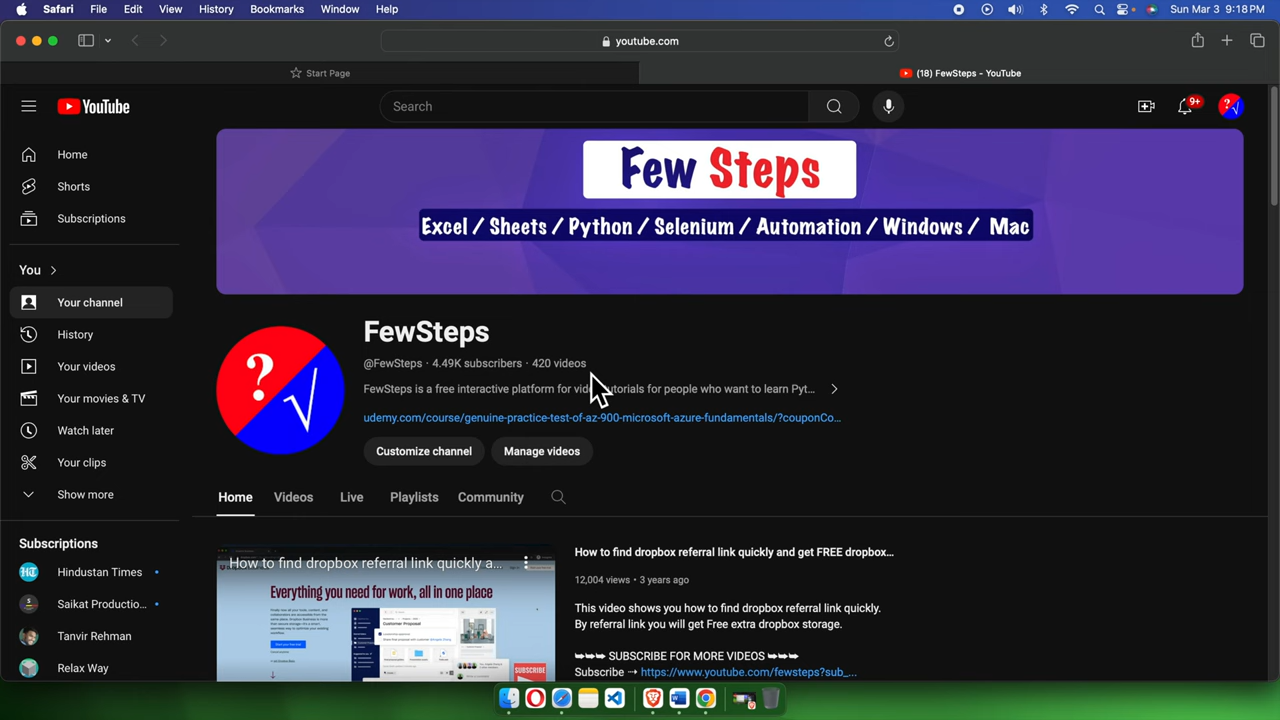 Safari File Edit View History Bookmarks Window Help Sun Mar 3 9:18 PM
youtube.com
Start Page
(18) FewSteps - YouTube
YouTube
Search
9+
Few Steps
Excel / Sheets / Python / Selenium / Automation / Windows / Mac
Home
Shorts
Subscriptions
You
Your channel
History
Your videos
Your movies & TV
Watch later
Your clips
Show more
Subscriptions
Hindustan Times
Saikat Productio...
Tanvir Rehman
Relax Way
? √
FewSteps
@FewSteps · 4.49K subscribers · 420 videos
FewSteps is a free interactive platform for tutorials for people who want to learn Pyt...
udemy.com/course/genuine-practice-test-of-az-900-microsoft-azure-fundamentals/?couponCo...
Customize channel
Manage videos
Home Videos Live Playlists Community
How to find dropbox referral link quickly a...
Everything you need for work, all in one place
SUBSCRIBE
How to find dropbox referral link quickly and get FREE dropbox...
12,004 views · 3 years ago
This video shows you how to find dropbox referral link quickly.
By referral link you will get Free extra dropbox storage.
➥➥➥ SUBSCRIBE FOR MORE VIDEOS ➥➥➥
Subscribe → https://www.youtube.com/fewsteps?sub_...